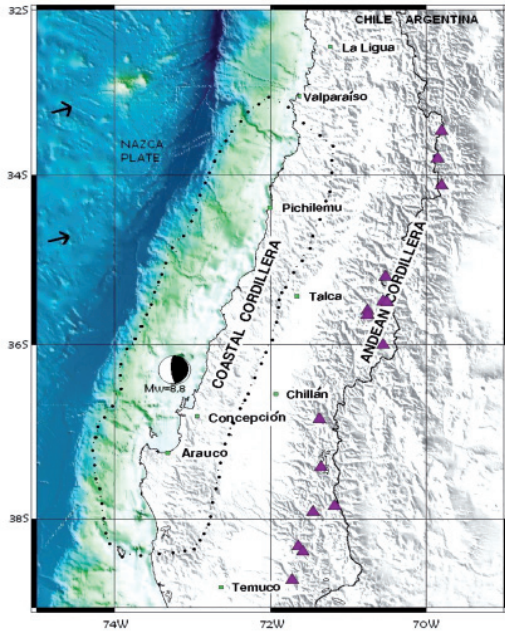 32S
CHILE
ARGENTINA
La Ligua
Valparaíso
NAZCA
PLATE
34S
Pichilemu
COASTAL CORDILLERA
Talca
ANDEAN CORDILLERA
36S
Mw=8.8
Chillán
Concepción
Arauco
38S
Temuco
74W
72W
70W